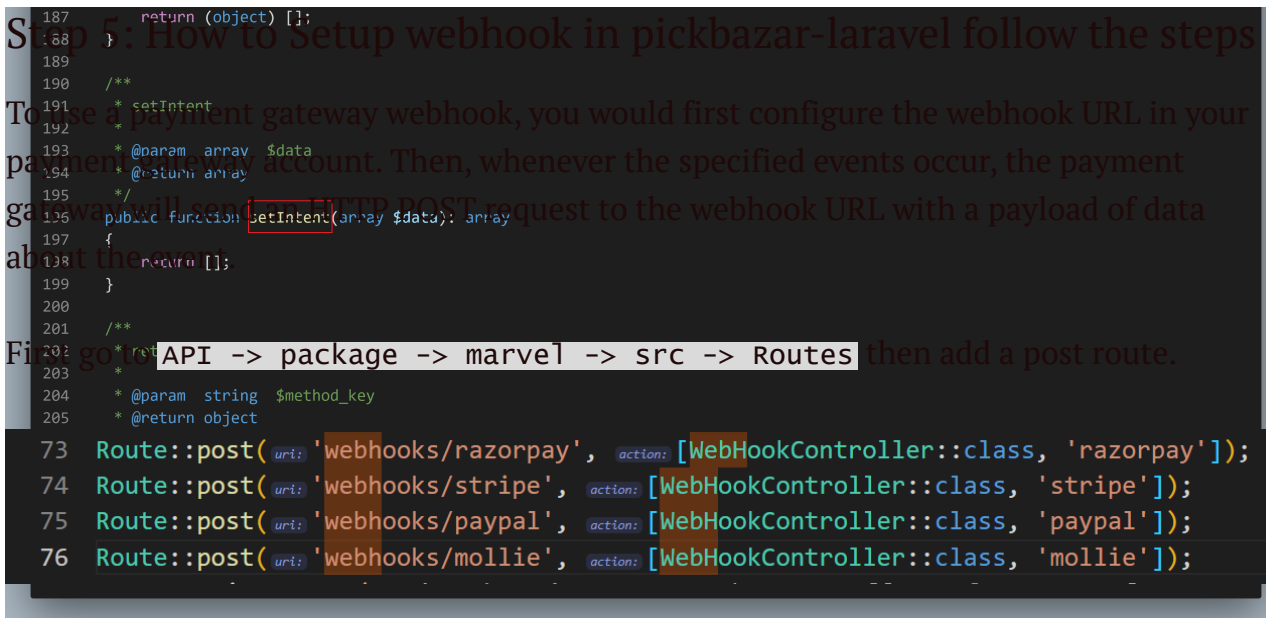 187 return (object) [];
Step 5: How to Setup webhook in pickbazar-laravel follow the steps
188 }
189
190 /**
191 * setIntent
To use a payment gateway webhook, you would first configure the webhook URL in your
192 *
193 * @param array $data
payment gateway account. Then, whenever the specified events occur, the payment
194 * @return array
195 */
gateway will send an HTTP POST request to the webhook URL with a payload of data
196 public function setIntent(array $data): array
197 {
about the event.
198 return [];
199 }
200
201 /**
First go to API -> package -> marvel -> src -> Routes then add a post route.
202 * ret
203 *
204 * @param string $method_key
205 * @return object
73 Route::post( uri: 'webhooks/razorpay', action: [WebHookController::class, 'razorpay']);
74 Route::post( uri: 'webhooks/stripe', action: [WebHookController::class, 'stripe']);
75 Route::post( uri: 'webhooks/paypal', action: [WebHookController::class, 'paypal']);
76 Route::post( uri: 'webhooks/mollie', action: [WebHookController::class, 'mollie']);